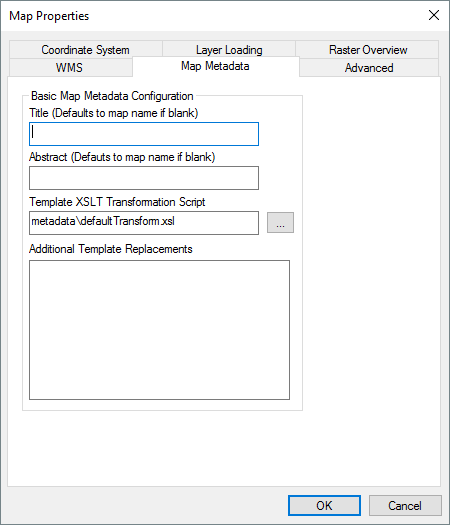 Map Properties
Coordinate System
Layer Loading
Raster Overview
WMS
Map Metadata
Advanced
Basic Map Metadata Configuration
Title (Defaults to map name if blank)
Abstract (Defauts to map name if blank)
Template XSLT Transformation Script
metadata\defaultTransform.xsl
...
Additional Template Replacements
OK
Cancel